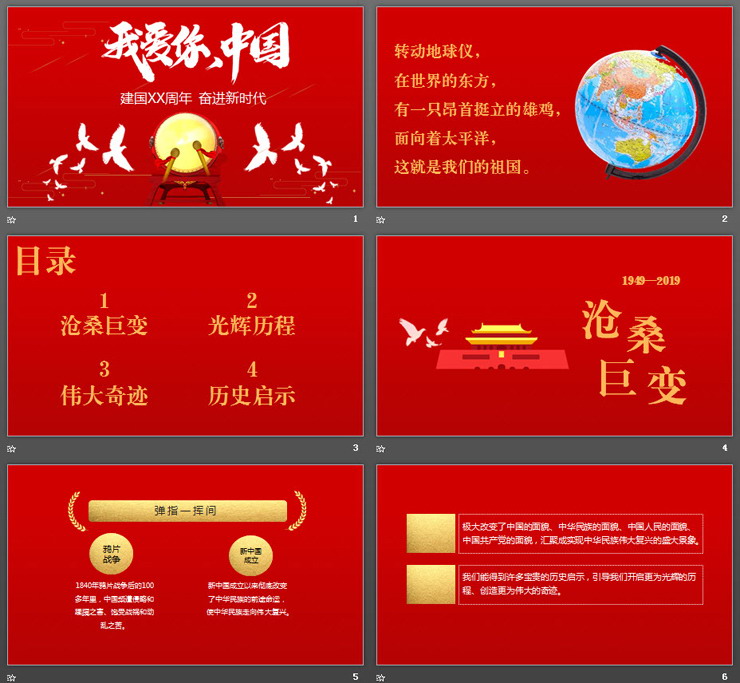 我爱你、中国
建国XX周年 奋进新时代
1
转动地球仪，
在世界的东方，
有一只昂首挺立的雄鸡，
面向着太平洋，
这就是我们的祖国。
2
目录
1
沧桑巨变
2
光辉历程
3
伟大奇迹
4
历史启示
3
1949—2019
沧桑
巨变
4
弹指一挥间
鸦片
战争
1840年鸦片战争后的100
多年里，中国频遭侵略和
蹂躏之害、饱受战祸和动
乱之苦。
新中国
成立
新中国成立以来彻底改变
了中华民族的前途命运，
使中华民族走向伟大复兴。
5
极大改变了中国的面貌、中华民族的面貌、中国人民的面貌、
中国共产党的面貌，汇聚成实现中华民族伟大复兴的盛大景象。
我们能得到许多宝贵的历史启示，引导我们开启更为光辉的历
程、创造更为伟大的奇迹。
6